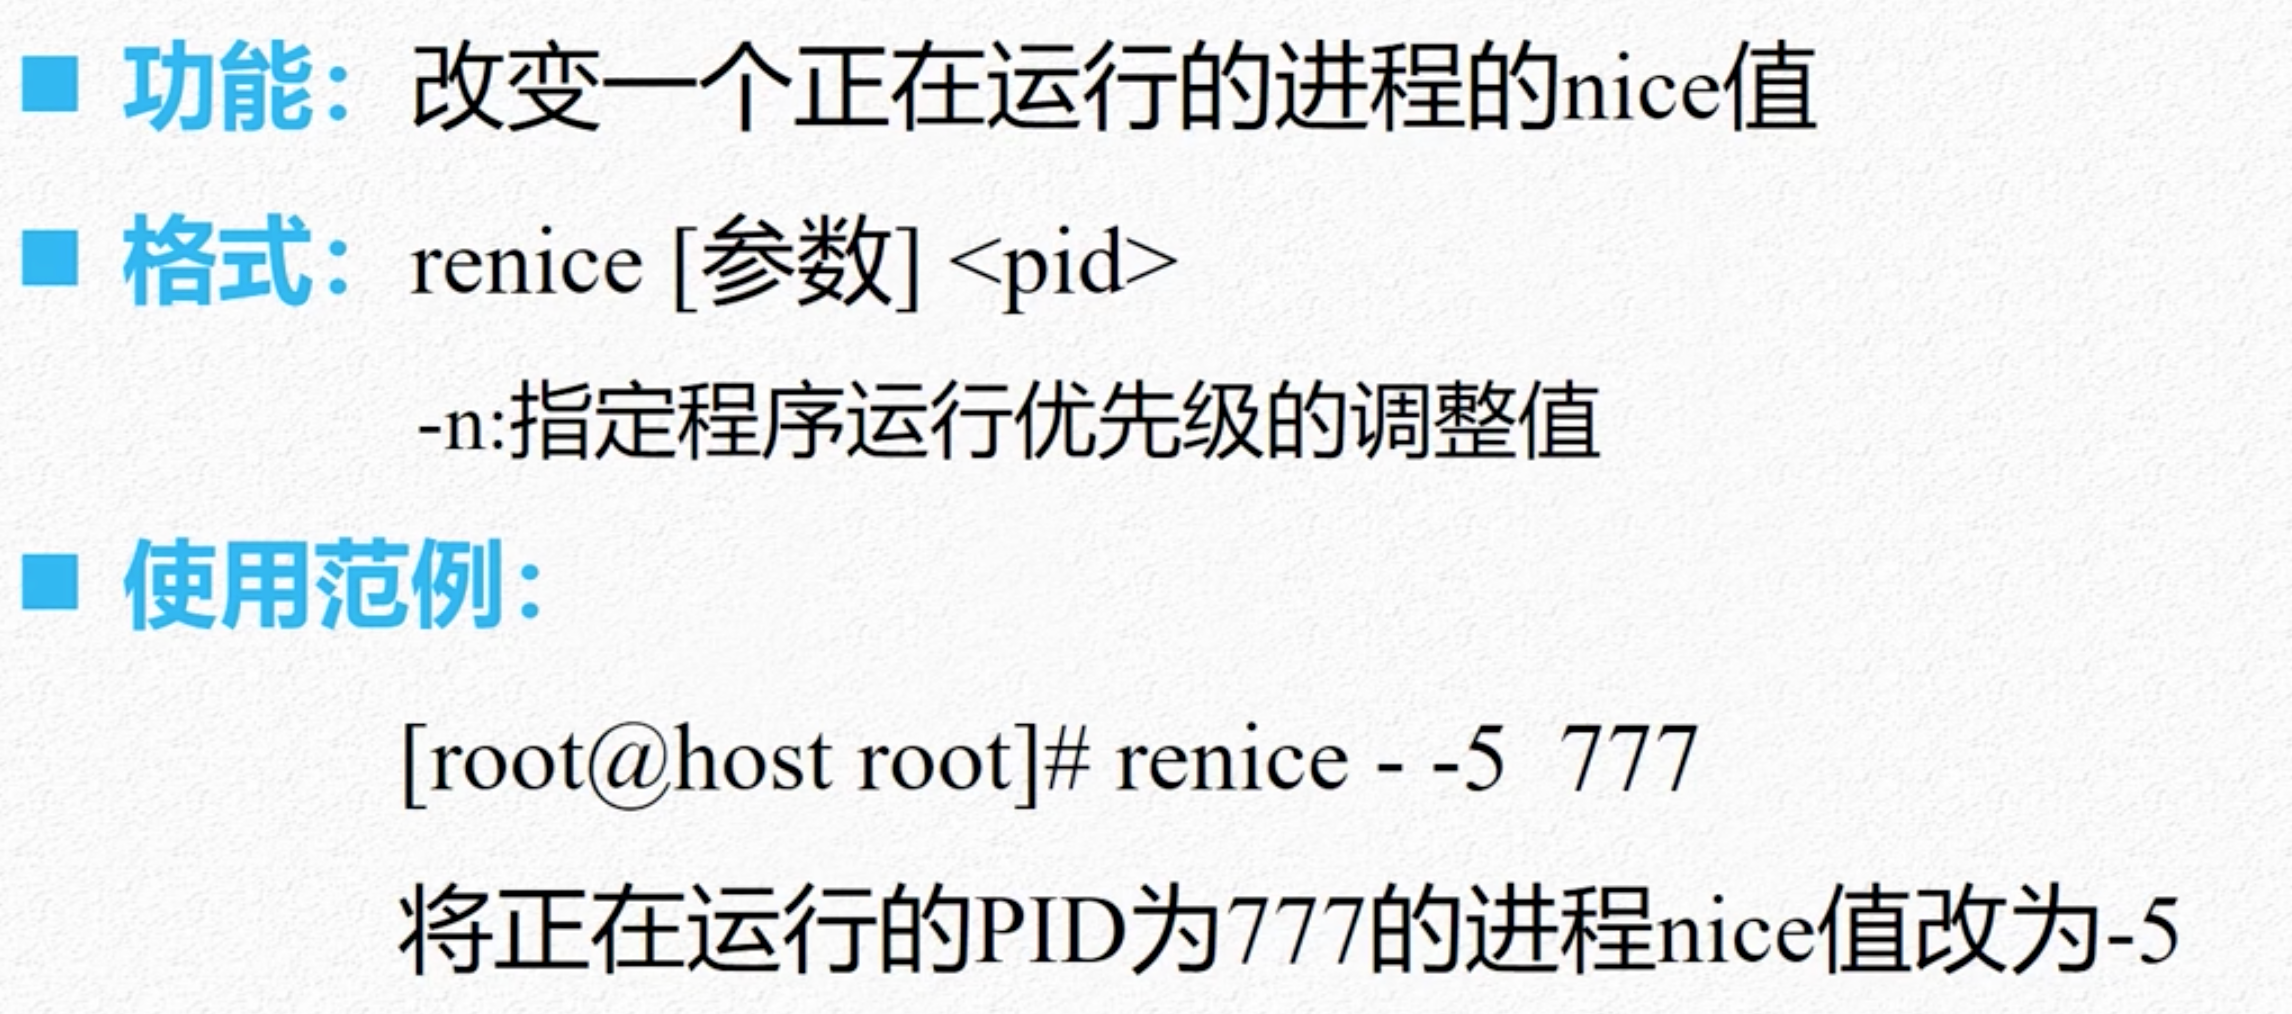 功能：改变一个正在运行的进程的nice值
格式：renice [参数] <pid>
-n:指定程序运行优先级的调整值
使用范例：
[root@host root]# renice - -5  777
将正在运行的PID为777的进程nice值改为-5